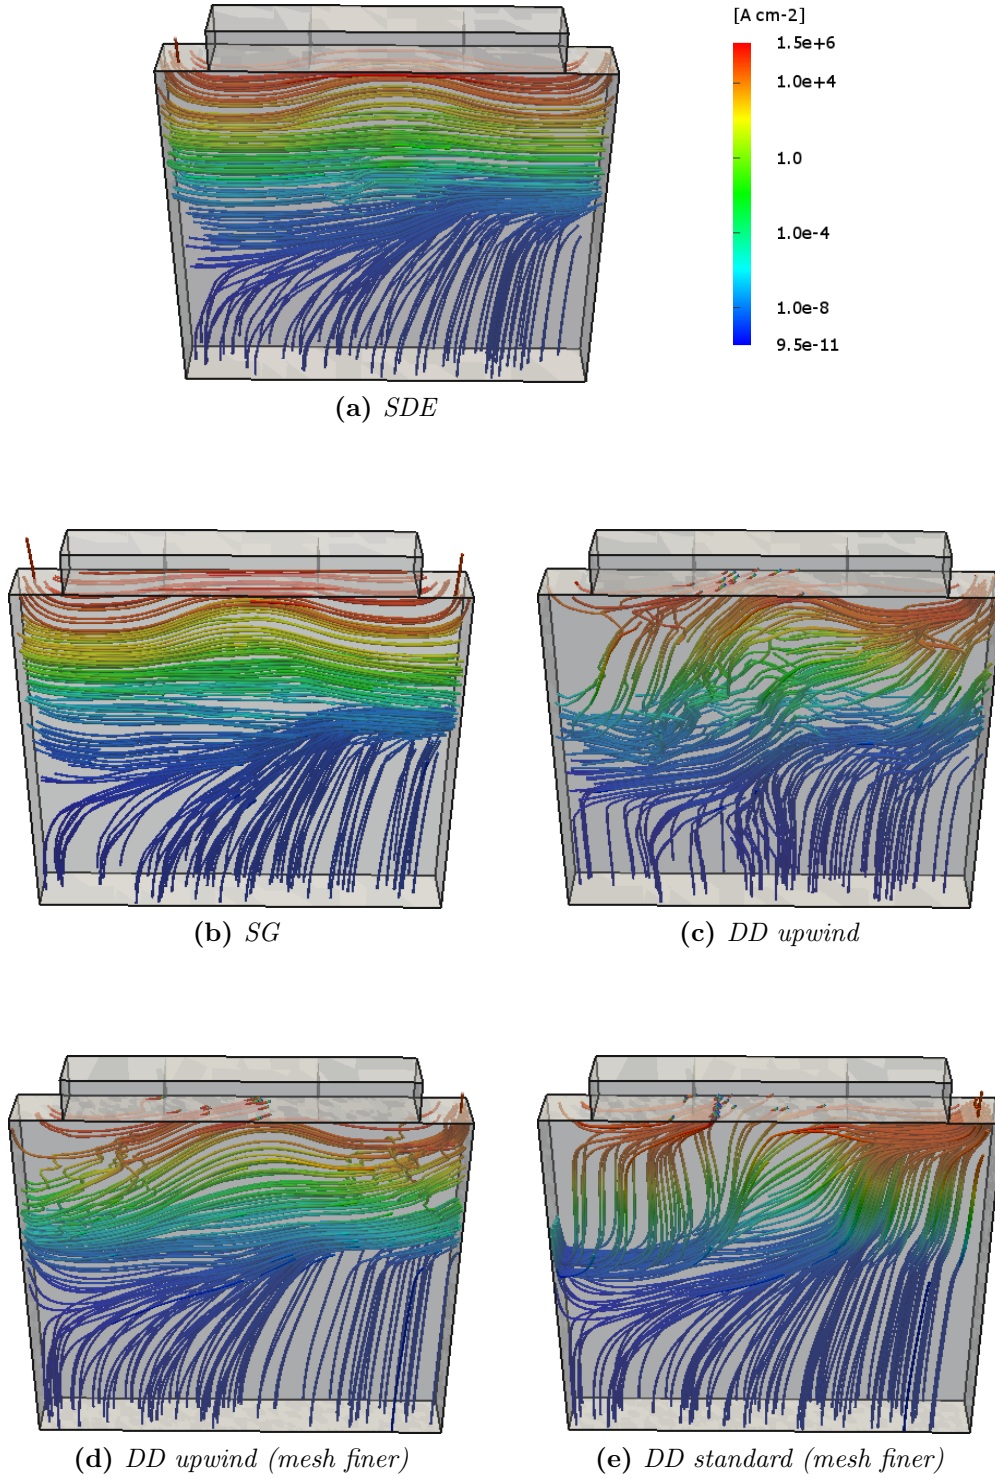 [A cm-2]
1.5e+6
1.0e+4
1.0
1.0e-4
1.0e-8
9.5e-11
(a) SDE
(b) SG
(c) DD upwind
(d) DD upwind (mesh finer)
(e) DD standard (mesh finer)